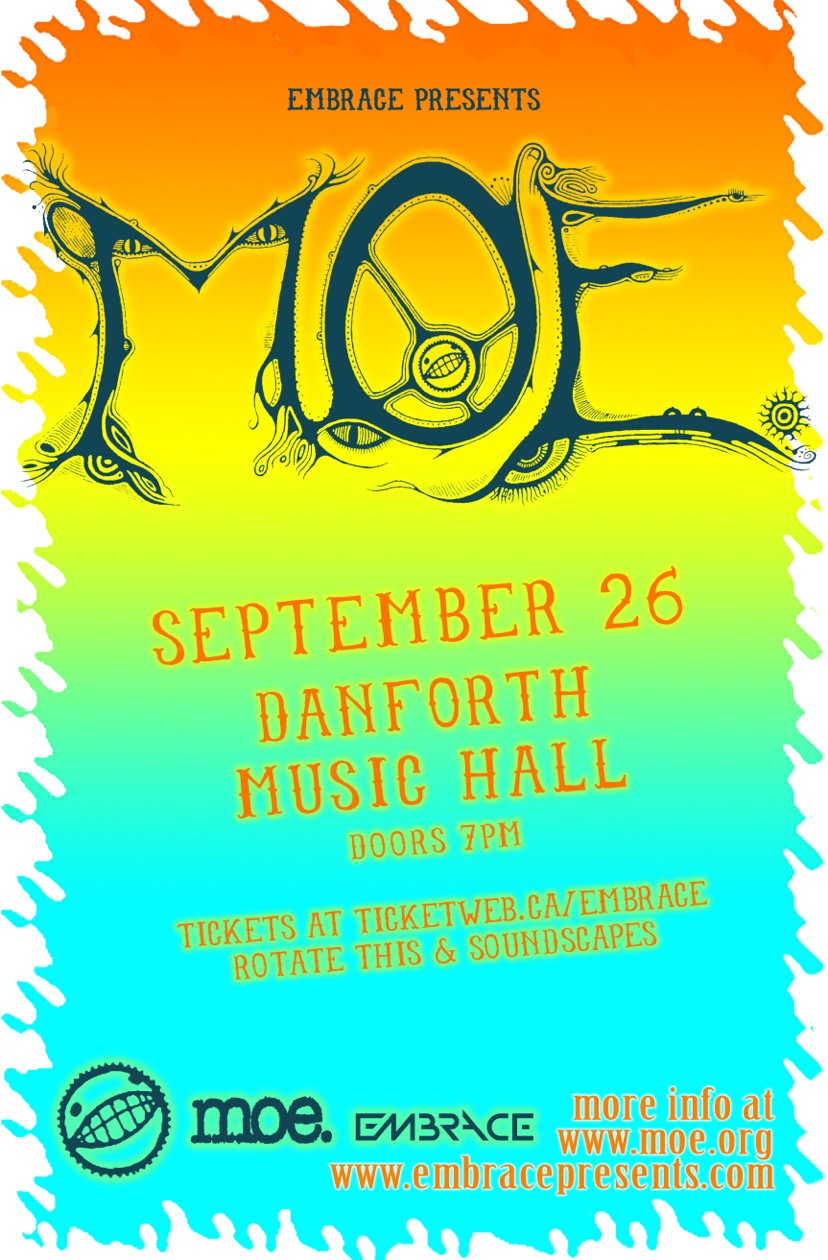 EMBRACE PRESENTS
MOE
SEPTEMBER 26
DANFORTH
MUSIC HALL
DOORS 7PM
TICKETS AT TICKETWEB.CA/EMBRACE
ROTATE THIS & SOUNDSCAPES
moe. EMBRACE
more info at
www.moe.org
www.embracepresents.com